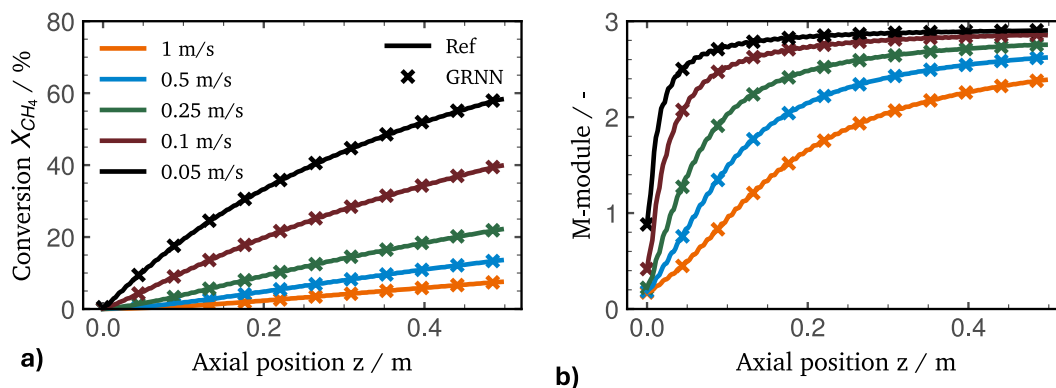 80
60
40
20
0
0.0
0.2
0.4
Conversion X_{CH_4} / %
Axial position z / m
1 m/s
0.5 m/s
0.25 m/s
0.1 m/s
0.05 m/s
Ref
GRNN
a)
3
2
1
0
0.0
0.2
0.4
M-module / -
Axial position z / m
b)